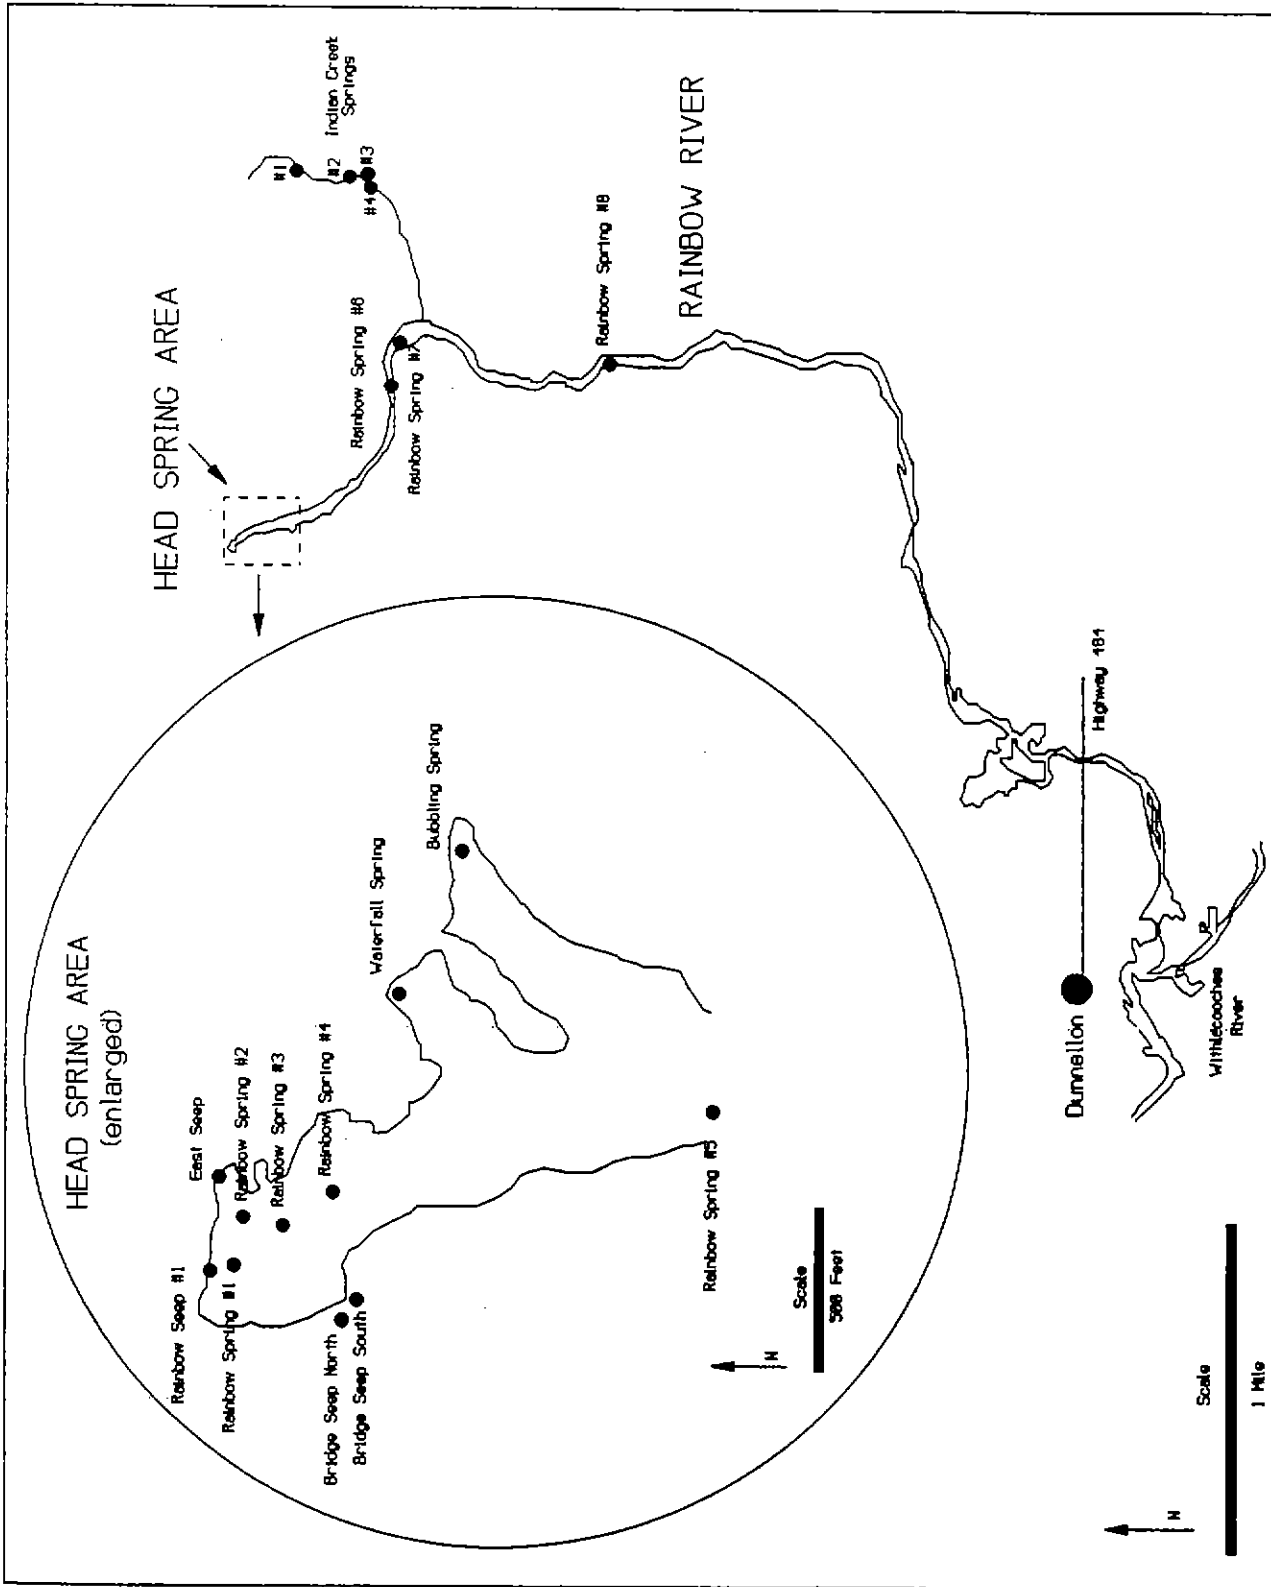 HEAD SPRING AREA
(enlarged)
HEAD SPRING AREA
Indian Creek
Springs
#1
#2
#3
#4
Rainbow Spring #6
Rainbow Spring #7
Rainbow Spring #8
RAINBOW RIVER
Rainbow Seep #1
East Seep
Rainbow Spring #1
Rainbow Spring #2
Rainbow Spring #3
Rainbow Spring #4
Bridge Seep North
Bridge Seep South
Waterfall Spring
Bubbling Spring
Rainbow Spring #5
N
Scale
500 Feet
Highway 484
Dunnellon
Withlacoochee
River
N
Scale
1 Mile